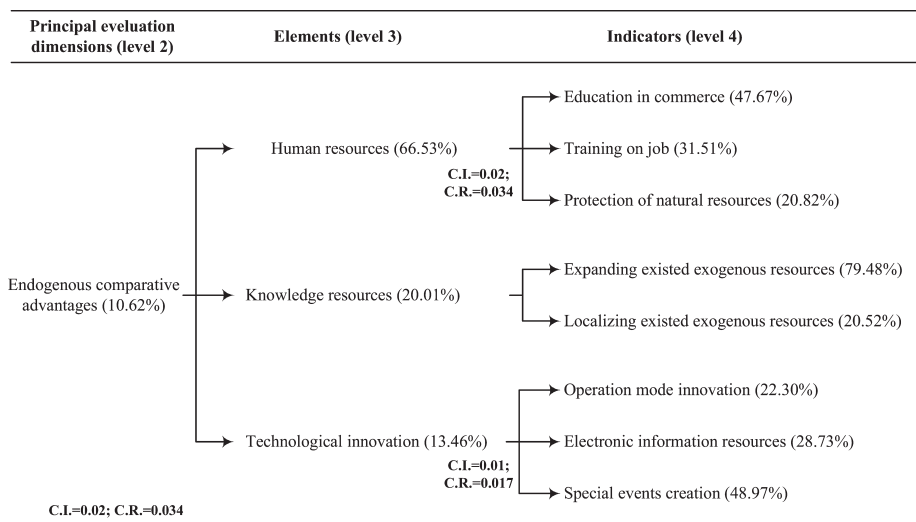 Principal eveluation
dimensions (level 2)
Elements (level 3)
Indicators (level 4)
Education in commerce (47.67%)
Human resources (66.53%)
Training on job (31.51%)
C.I.=0.02;
C.R.=0.034
Protection of natural resources (20.82%)
Expanding existed exogenous resources (79.48%)
Endogenous comparative
advantages (10.62%)
Knowledge resources (20.01%)
Localizing existed exogenous resources (20.52%)
Operation mode innovation (22.30%)
Technological innovation (13.46%)
Electronic information resources (28.73%)
C.I.=0.01;
C.R.=0.017
Special events creation (48.97%)
C.I.=0.02; C.R.=0.034